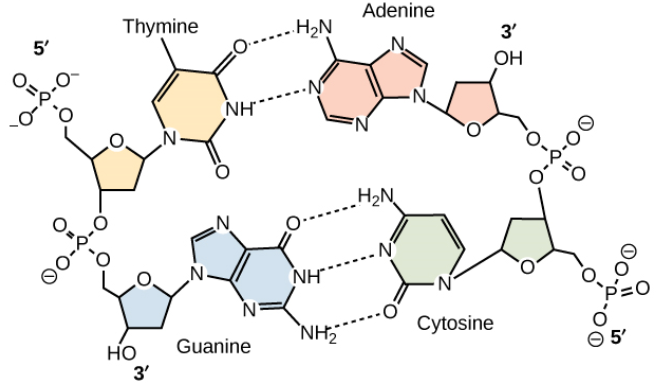 Thymine
Adenine
5′
3′
O
H₂N
N
OH
O
O⁻
P
⁻O
O
NH
N
N
N
O
N
O
O
O
⊖
P
O
O
O
O
P
O
⊖
O
O
N
O
H₂N
N
NH
N
N
N
O
O
O
O
⊖
P
O
O
⊖
5′
NH₂
O
Cytosine
HO
3′
Guanine